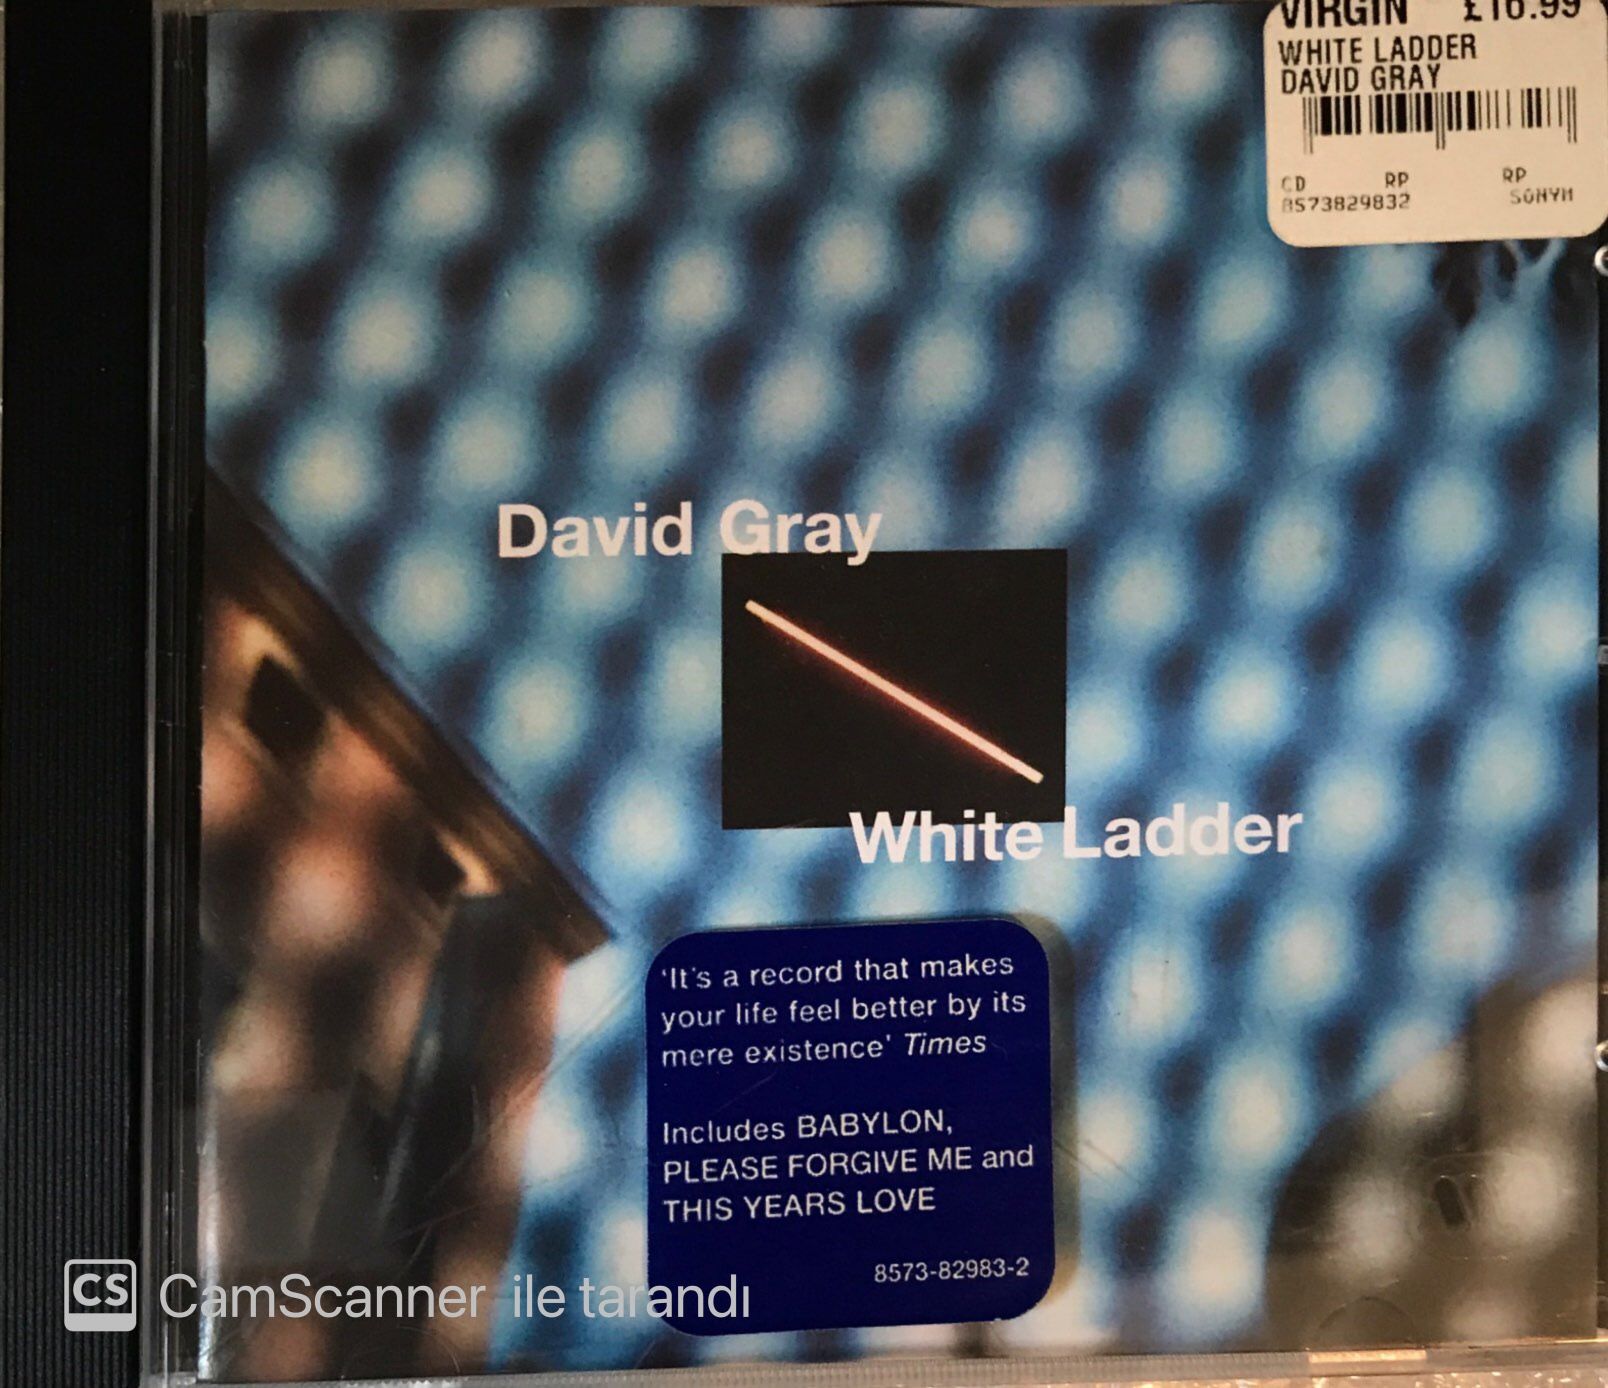 VIRGIN £16.99
WHITE LADDER
DAVID GRAY
CD RP RP
8573829832 SONYM
David Gray
White Ladder
'It's a record that makes
your life feel better by its
mere existence' Times
Includes BABYLON,
PLEASE FORGIVE ME and
THIS YEARS LOVE
8573-82983-2
CS CamScanner ile tarandı